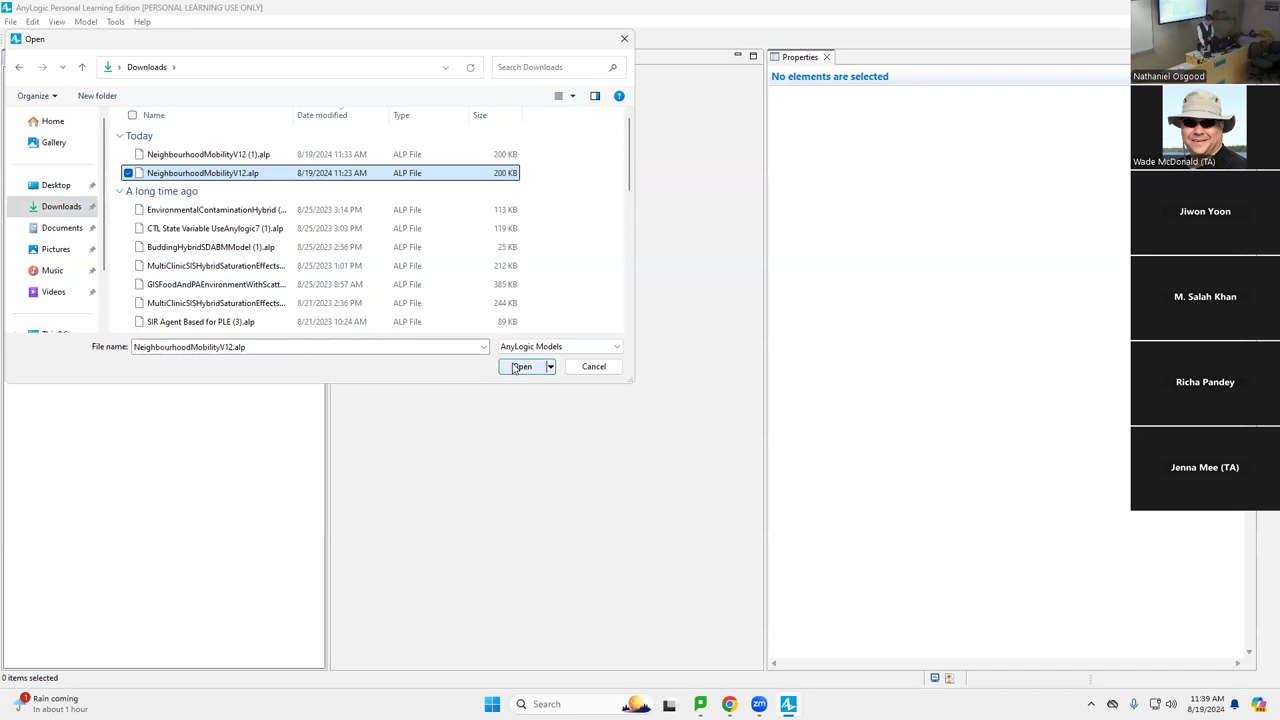 AnyLogic Personal Learning Edition [PERSONAL LEARNING USE ONLY]
File Edit View Model Tools Help
Open
Downloads
Search Downloads
Organize
New folder
Name
Date modified
Type
Size
Home
Gallery
Desktop
Downloads
Documents
Pictures
Music
Videos
Today
NeighbourhoodMobilityV12 (1).alp 8/19/2024 11:33 AM ALP File 200 KB
NeighbourhoodMobilityV12.alp 8/19/2024 11:23 AM ALP File 200 KB
A long time ago
EnvironmentalContaminationHybrid (... 8/25/2023 3:14 PM ALP File 113 KB
CTL State Variable UseAnylogic7 (1).alp 8/25/2023 3:03 PM ALP File 119 KB
BuddingHybridSDABMModel (1).alp 8/25/2023 2:56 PM ALP File 25 KB
MultiClinicSISHybridSaturationEffects... 8/25/2023 1:01 PM ALP File 212 KB
GISFoodAndPAEnvironmentWithScatt... 8/25/2023 8:57 AM ALP File 385 KB
MultiClinicSISHybridSaturationEffects... 8/21/2023 2:36 PM ALP File 244 KB
SIR Agent Based for PLE (3).alp 8/21/2023 10:24 AM ALP File 89 KB
File name: NeighbourhoodMobilityV12.alp
AnyLogic Models
Open
Cancel
Properties
No elements are selected
Nathaniel Osgood
Wade McDonald (TA)
Jiwon Yoon
M. Salah Khan
Richa Pandey
Jenna Mee (TA)
0 items selected
1
Rain coming
In about 1 hour
Search
zm
11:39 AM
8/19/2024